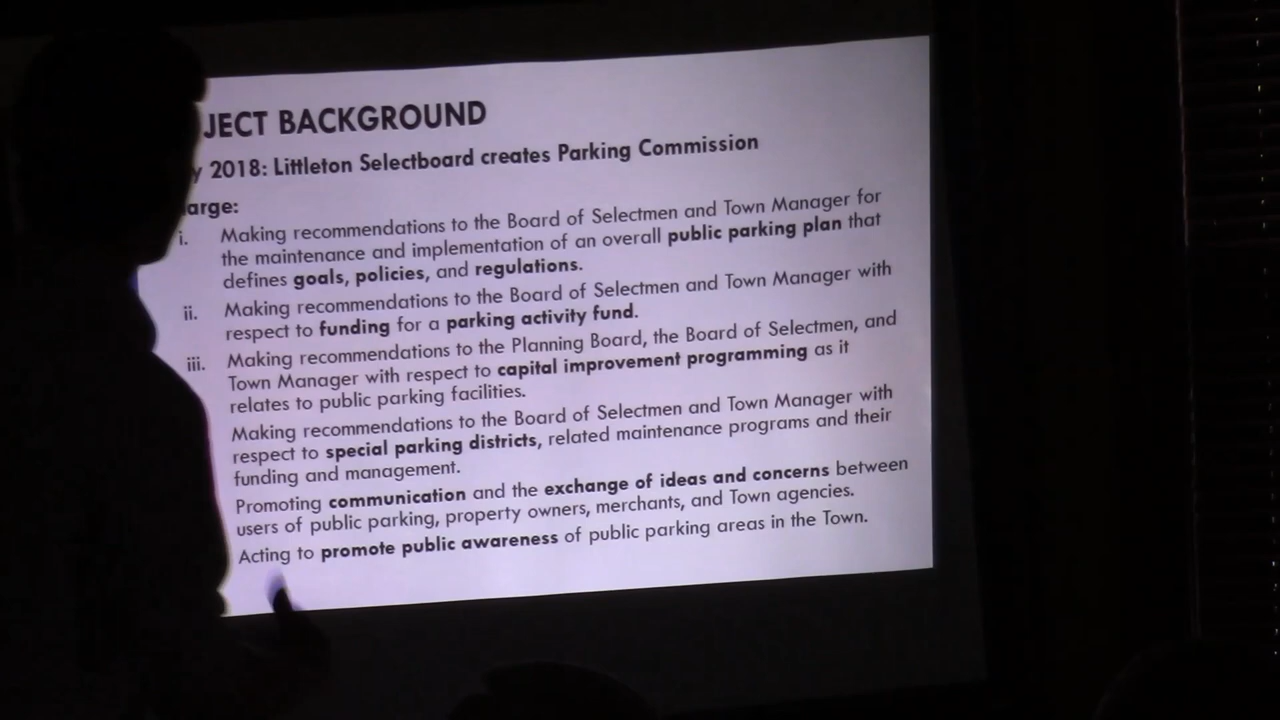 JECT BACKGROUND
y 2018: Littleton Selectboard creates Parking Commission
arge:
i. Making recommendations to the Board of Selectmen and Town Manager for
the maintenance and implementation of an overall public parking plan that
defines goals, policies, and regulations.
ii. Making recommendations to the Board of Selectmen and Town Manager with
respect to funding for a parking activity fund.
iii. Making recommendations to the Planning Board, the Board of Selectmen, and
Town Manager with respect to capital improvement programming as it
relates to public parking facilities.
Making recommendations to the Board of Selectmen and Town Manager with
respect to special parking districts, related maintenance programs and their
funding and management.
Promoting communication and the exchange of ideas and concerns between
users of public parking, property owners, merchants, and Town agencies.
Acting to promote public awareness of public parking areas in the Town.